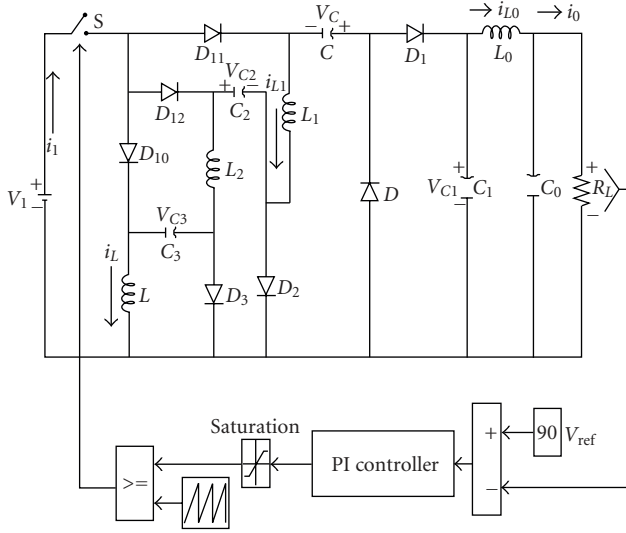 S
D11
− VC +
C
D1
iL0
i0
L0
D12
VC2
+ −
C2
iL1
L1
i1
D10
L2
V1
+
−
VC3
C3
D
VC1
+
−
C1
C0
RL
+
−
iL
L
D3
D2
Saturation
>=
PI controller
+
−
90
Vref